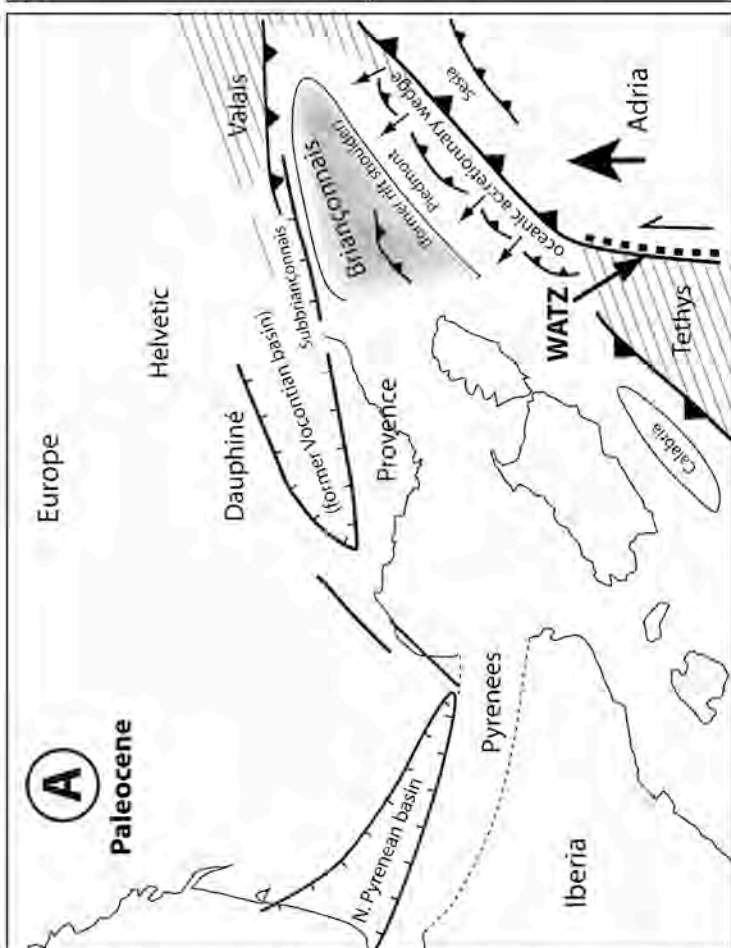 A
Paleocene
Europe
Helvetic
Valais
Dauphiné
(former Vocontian basin)
Subbriançonnais
Briançonnais
(former rift shoulder)
Piedmont
oceanic accretionnary wedge
Sesia
Adria
WATZ
Tethys
Calabria
Provence
Pyrenees
N. Pyrenean basin
Iberia